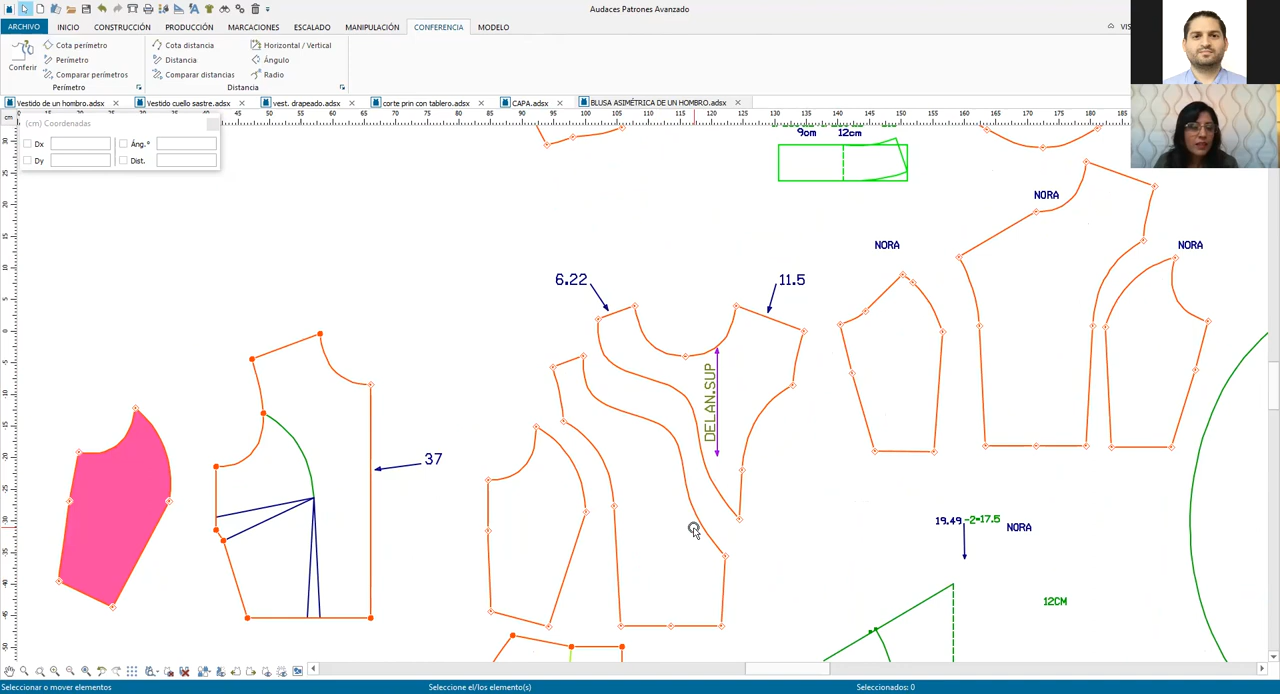 Audaces Patrones Avanzado
ARCHIVO INICIO CONSTRUCCIÓN PRODUCCIÓN MARCACIONES ESCALADO MANIPULACIÓN CONFERENCIA MODELO
Conferir
Cota perímetro
Perímetro
Comparar perímetros
Perímetro
Cota distancia
Distancia
Comparar distancias
Horizontal / Vertical
Ángulo
Radio
Distancia
Vestido de un hombro.adsx
Vestido cuello sastre.adsx
vest. drapeado.adsx
corte prin con tablero.adsx
CAPA.adsx
BLUSA ASIMÉTRICA DE UN HOMBRO.adsx
cm
(cm) Coordenadas
Dx
Áng.º
Dy
Dist.
9om
12cm
NORA
NORA
NORA
6.22
11.5
DELAN.SUP
37
19.49 -2=17.5
NORA
12CM
Seleccionar o mover elementos
Seleccione el/los elemento(s)
Seleccionados: 0